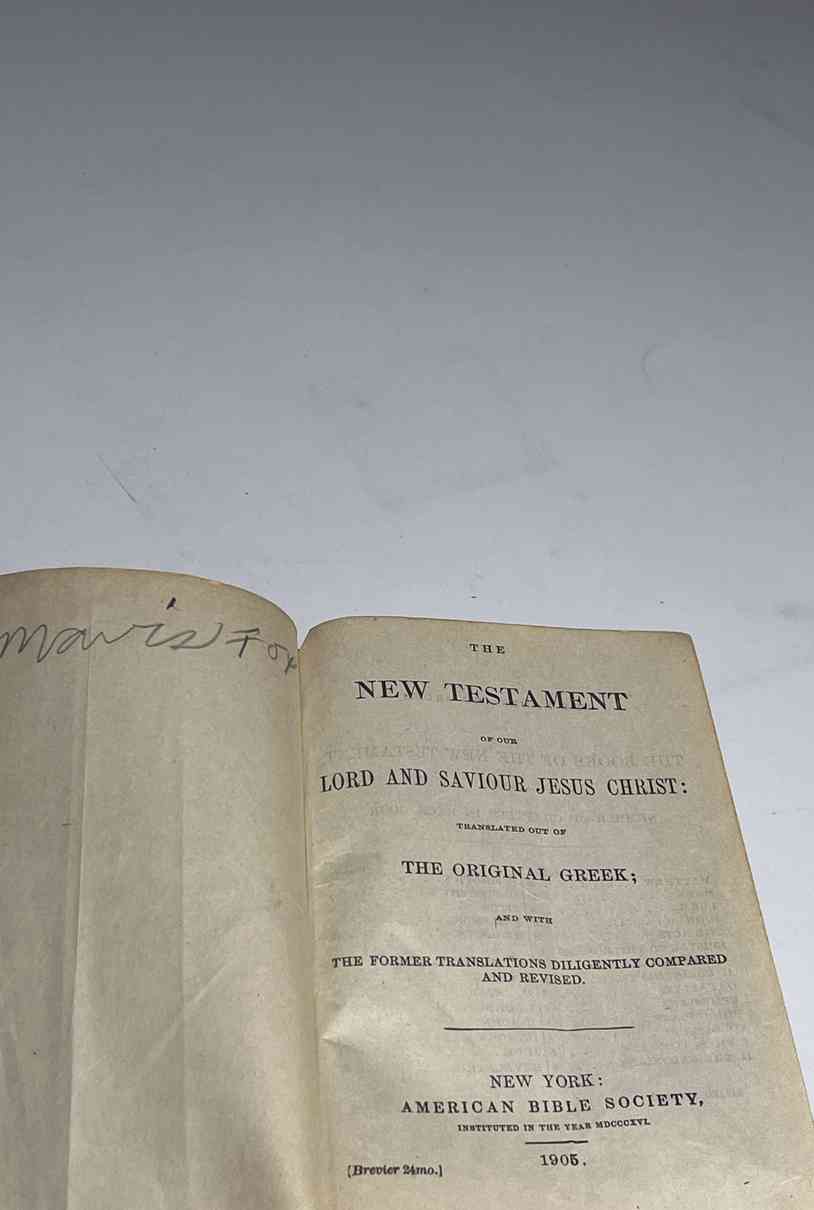 Mavis Fox
THE
NEW TESTAMENT
OF OUR
LORD AND SAVIOUR JESUS CHRIST:
TRANSLATED OUT OF
THE ORIGINAL GREEK;
AND WITH
THE FORMER TRANSLATIONS DILIGENTLY COMPARED
AND REVISED.
NEW YORK:
AMERICAN BIBLE SOCIETY,
INSTITUTED IN THE YEAR MDCCCXVI.
1905.
[Brevier 24mo.]